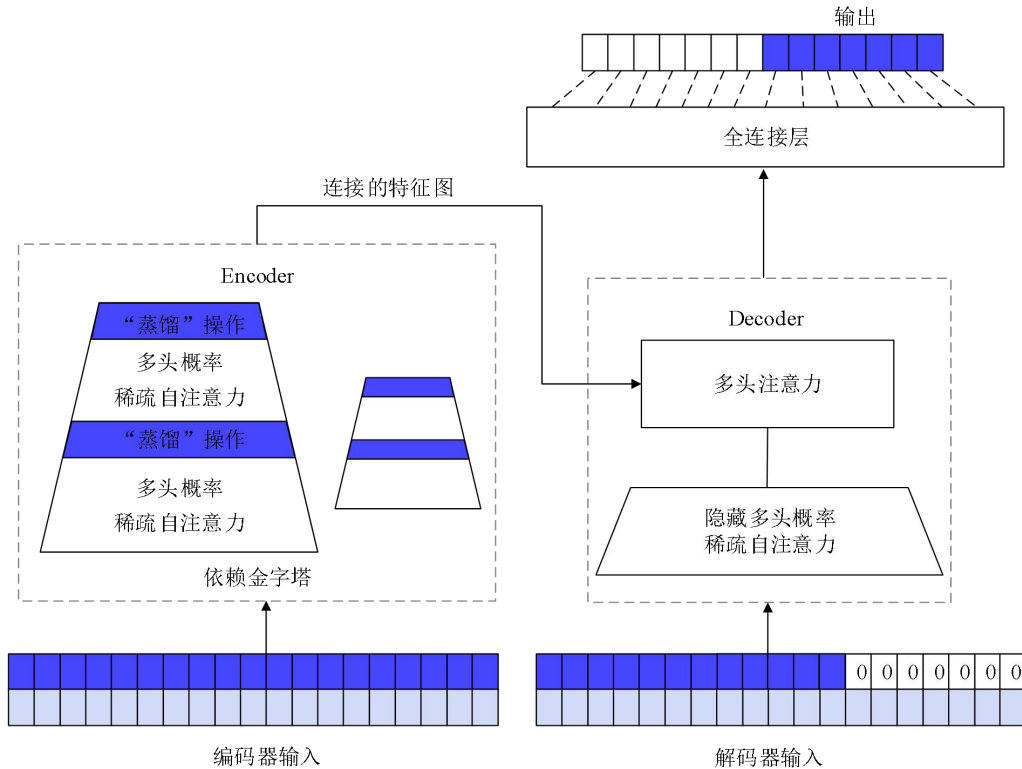 输出
全连接层
连接的特征图
Encoder
“蒸馏”操作
多头概率
稀疏自注意力
“蒸馏”操作
多头概率
稀疏自注意力
依赖金字塔
Decoder
多头注意力
隐藏多头概率
稀疏自注意力
0 0 0 0 0 0 0
编码器输入
解码器输入